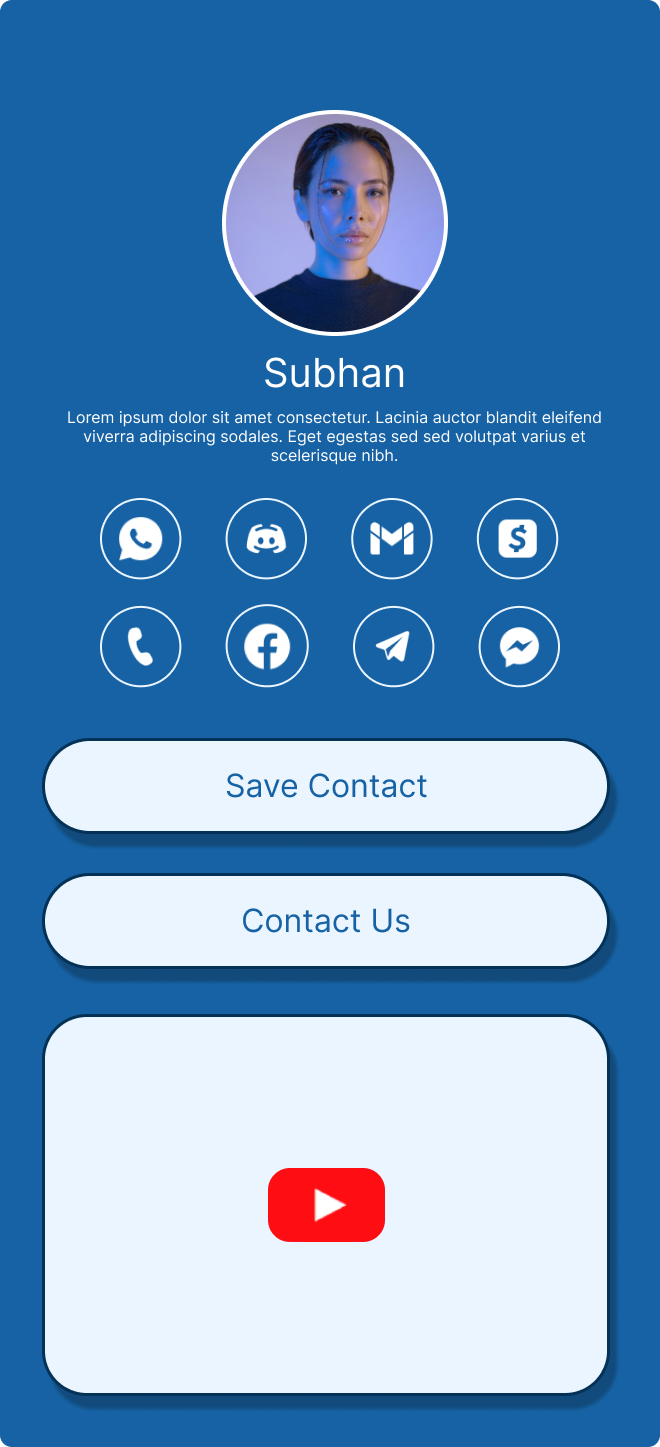 Subhan
Lorem ipsum dolor sit amet consectetur. Lacinia auctor blandit eleifend
viverra adipiscing sodales. Eget egestas sed sed volutpat varius et
scelerisque nibh.
Save Contact
Contact Us